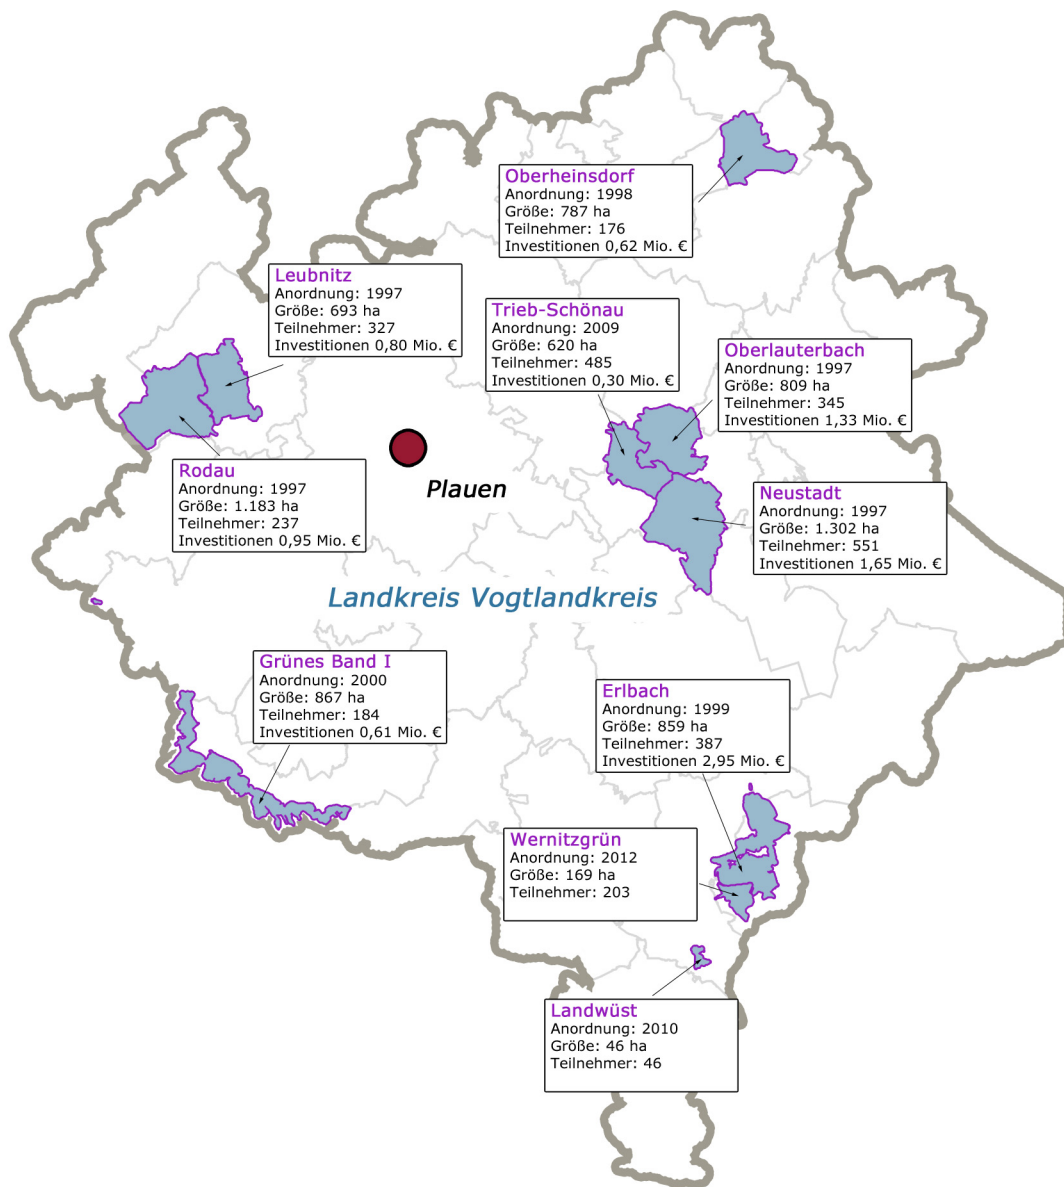 Oberheinsdorf
Anordnung: 1998
Größe: 787 ha
Teilnehmer: 176
Investitionen 0,62 Mio. €
Leubnitz
Anordnung: 1997
Größe: 693 ha
Teilnehmer: 327
Investitionen 0,80 Mio. €
Trieb-Schönau
Anordnung: 2009
Größe: 620 ha
Teilnehmer: 485
Investitionen 0,30 Mio. €
Oberlauterbach
Anordnung: 1997
Größe: 809 ha
Teilnehmer: 345
Investitionen 1,33 Mio. €
Rodau
Anordnung: 1997
Größe: 1.183 ha
Teilnehmer: 237
Investitionen 0,95 Mio. €
Plauen
Neustadt
Anordnung: 1997
Größe: 1.302 ha
Teilnehmer: 551
Investitionen 1,65 Mio. €
Landkreis Vogtlandkreis
Grünes Band I
Anordnung: 2000
Größe: 867 ha
Teilnehmer: 184
Investitionen 0,61 Mio. €
Erlbach
Anordnung: 1999
Größe: 859 ha
Teilnehmer: 387
Investitionen 2,95 Mio. €
Wernitzgrün
Anordnung: 2012
Größe: 169 ha
Teilnehmer: 203
Landwüst
Anordnung: 2010
Größe: 46 ha
Teilnehmer: 46